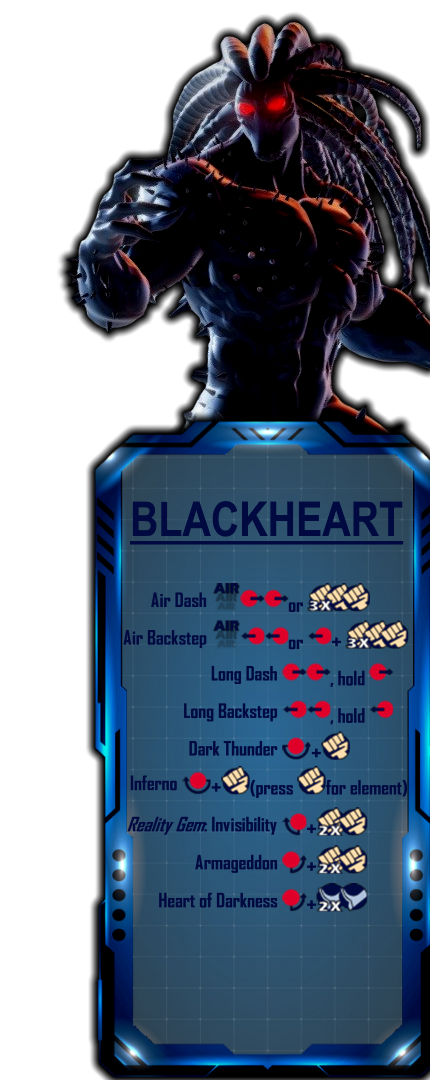 BLACKHEART
Air Dash AIR AIR AIR or 3·X
Air Backstep AIR AIR AIR or + 3·X
Long Dash , hold
Long Backstep , hold
Dark Thunder +
Inferno + (press for element)
Reality Gem: Invisibility + 2·X
Armageddon + 2·X
Heart of Darkness + 2·X